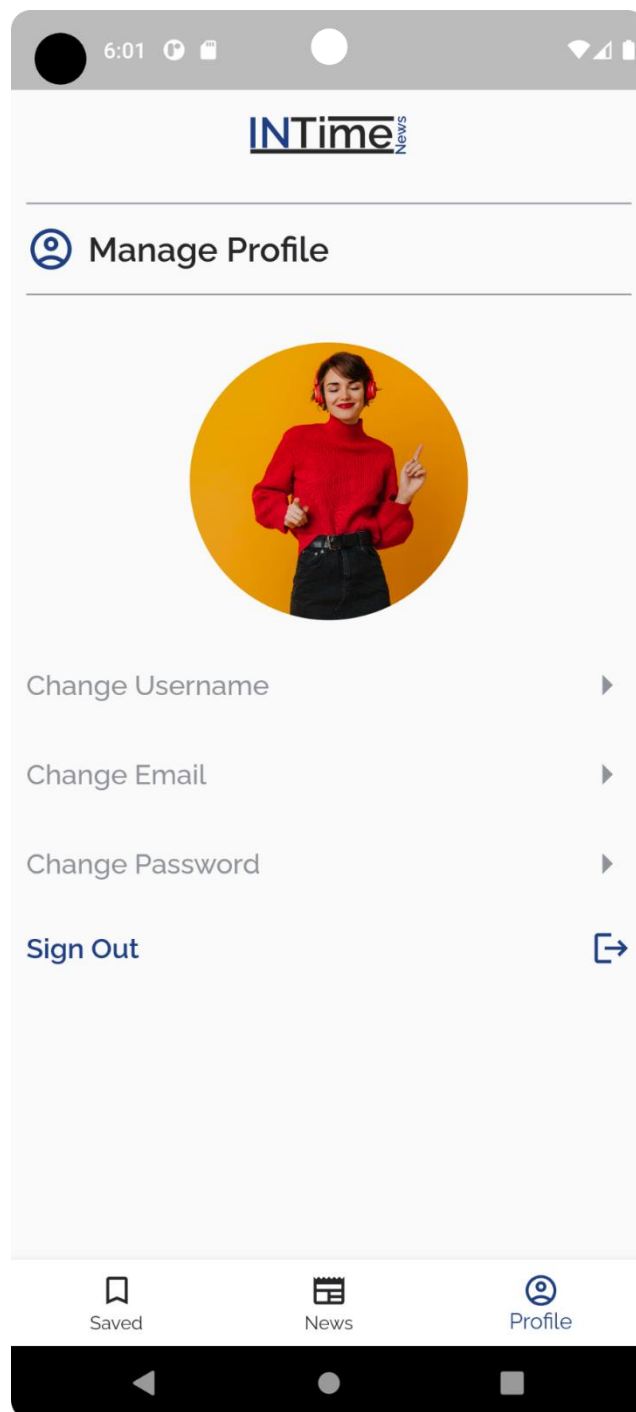 6:01
INTime News
Manage Profile
Change Username
Change Email
Change Password
Sign Out
Saved
News
Profile